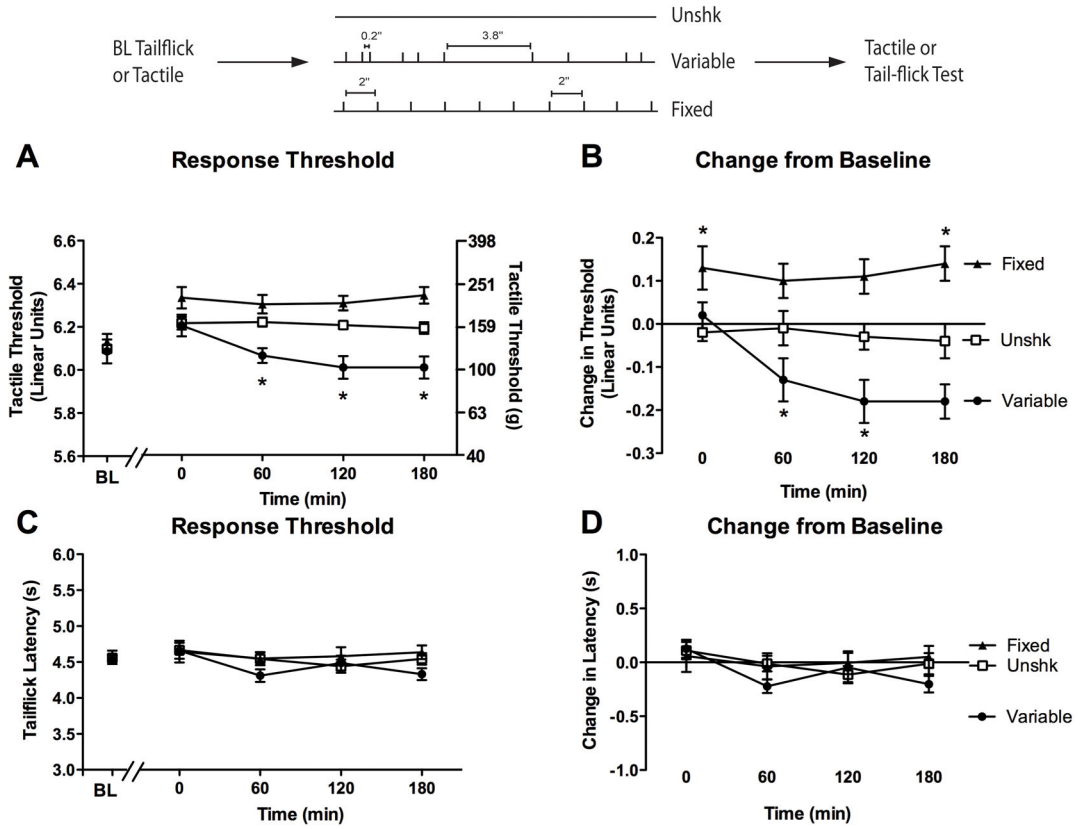 Unshk
0.2"
3.8"
BL Tailflick
or Tactile
Variable
Tactile or
Tail-flick Test
2"
2"
Fixed
A
Response Threshold
Tactile Threshold
(Linear Units)
6.6
6.4
6.2
6.0
5.8
5.6
398
251
159
100
63
40
Tactile Threshold (g)
*
*
*
BL
0
60
120
180
Time (min)
B
Change from Baseline
Change in Threshold
(Linear Units)
0.2
0.1
0.0
-0.1
-0.2
-0.3
*
*
*
*
Fixed
Unshk
Variable
0
60
120
180
Time (min)
C
Response Threshold
Tailflick Latency (s)
6.0
5.5
5.0
4.5
4.0
3.5
3.0
BL
0
60
120
180
Time (min)
D
Change from Baseline
Change in Latency (s)
1.0
0.5
0.0
-0.5
-1.0
Fixed
Unshk
Variable
0
60
120
180
Time (min)